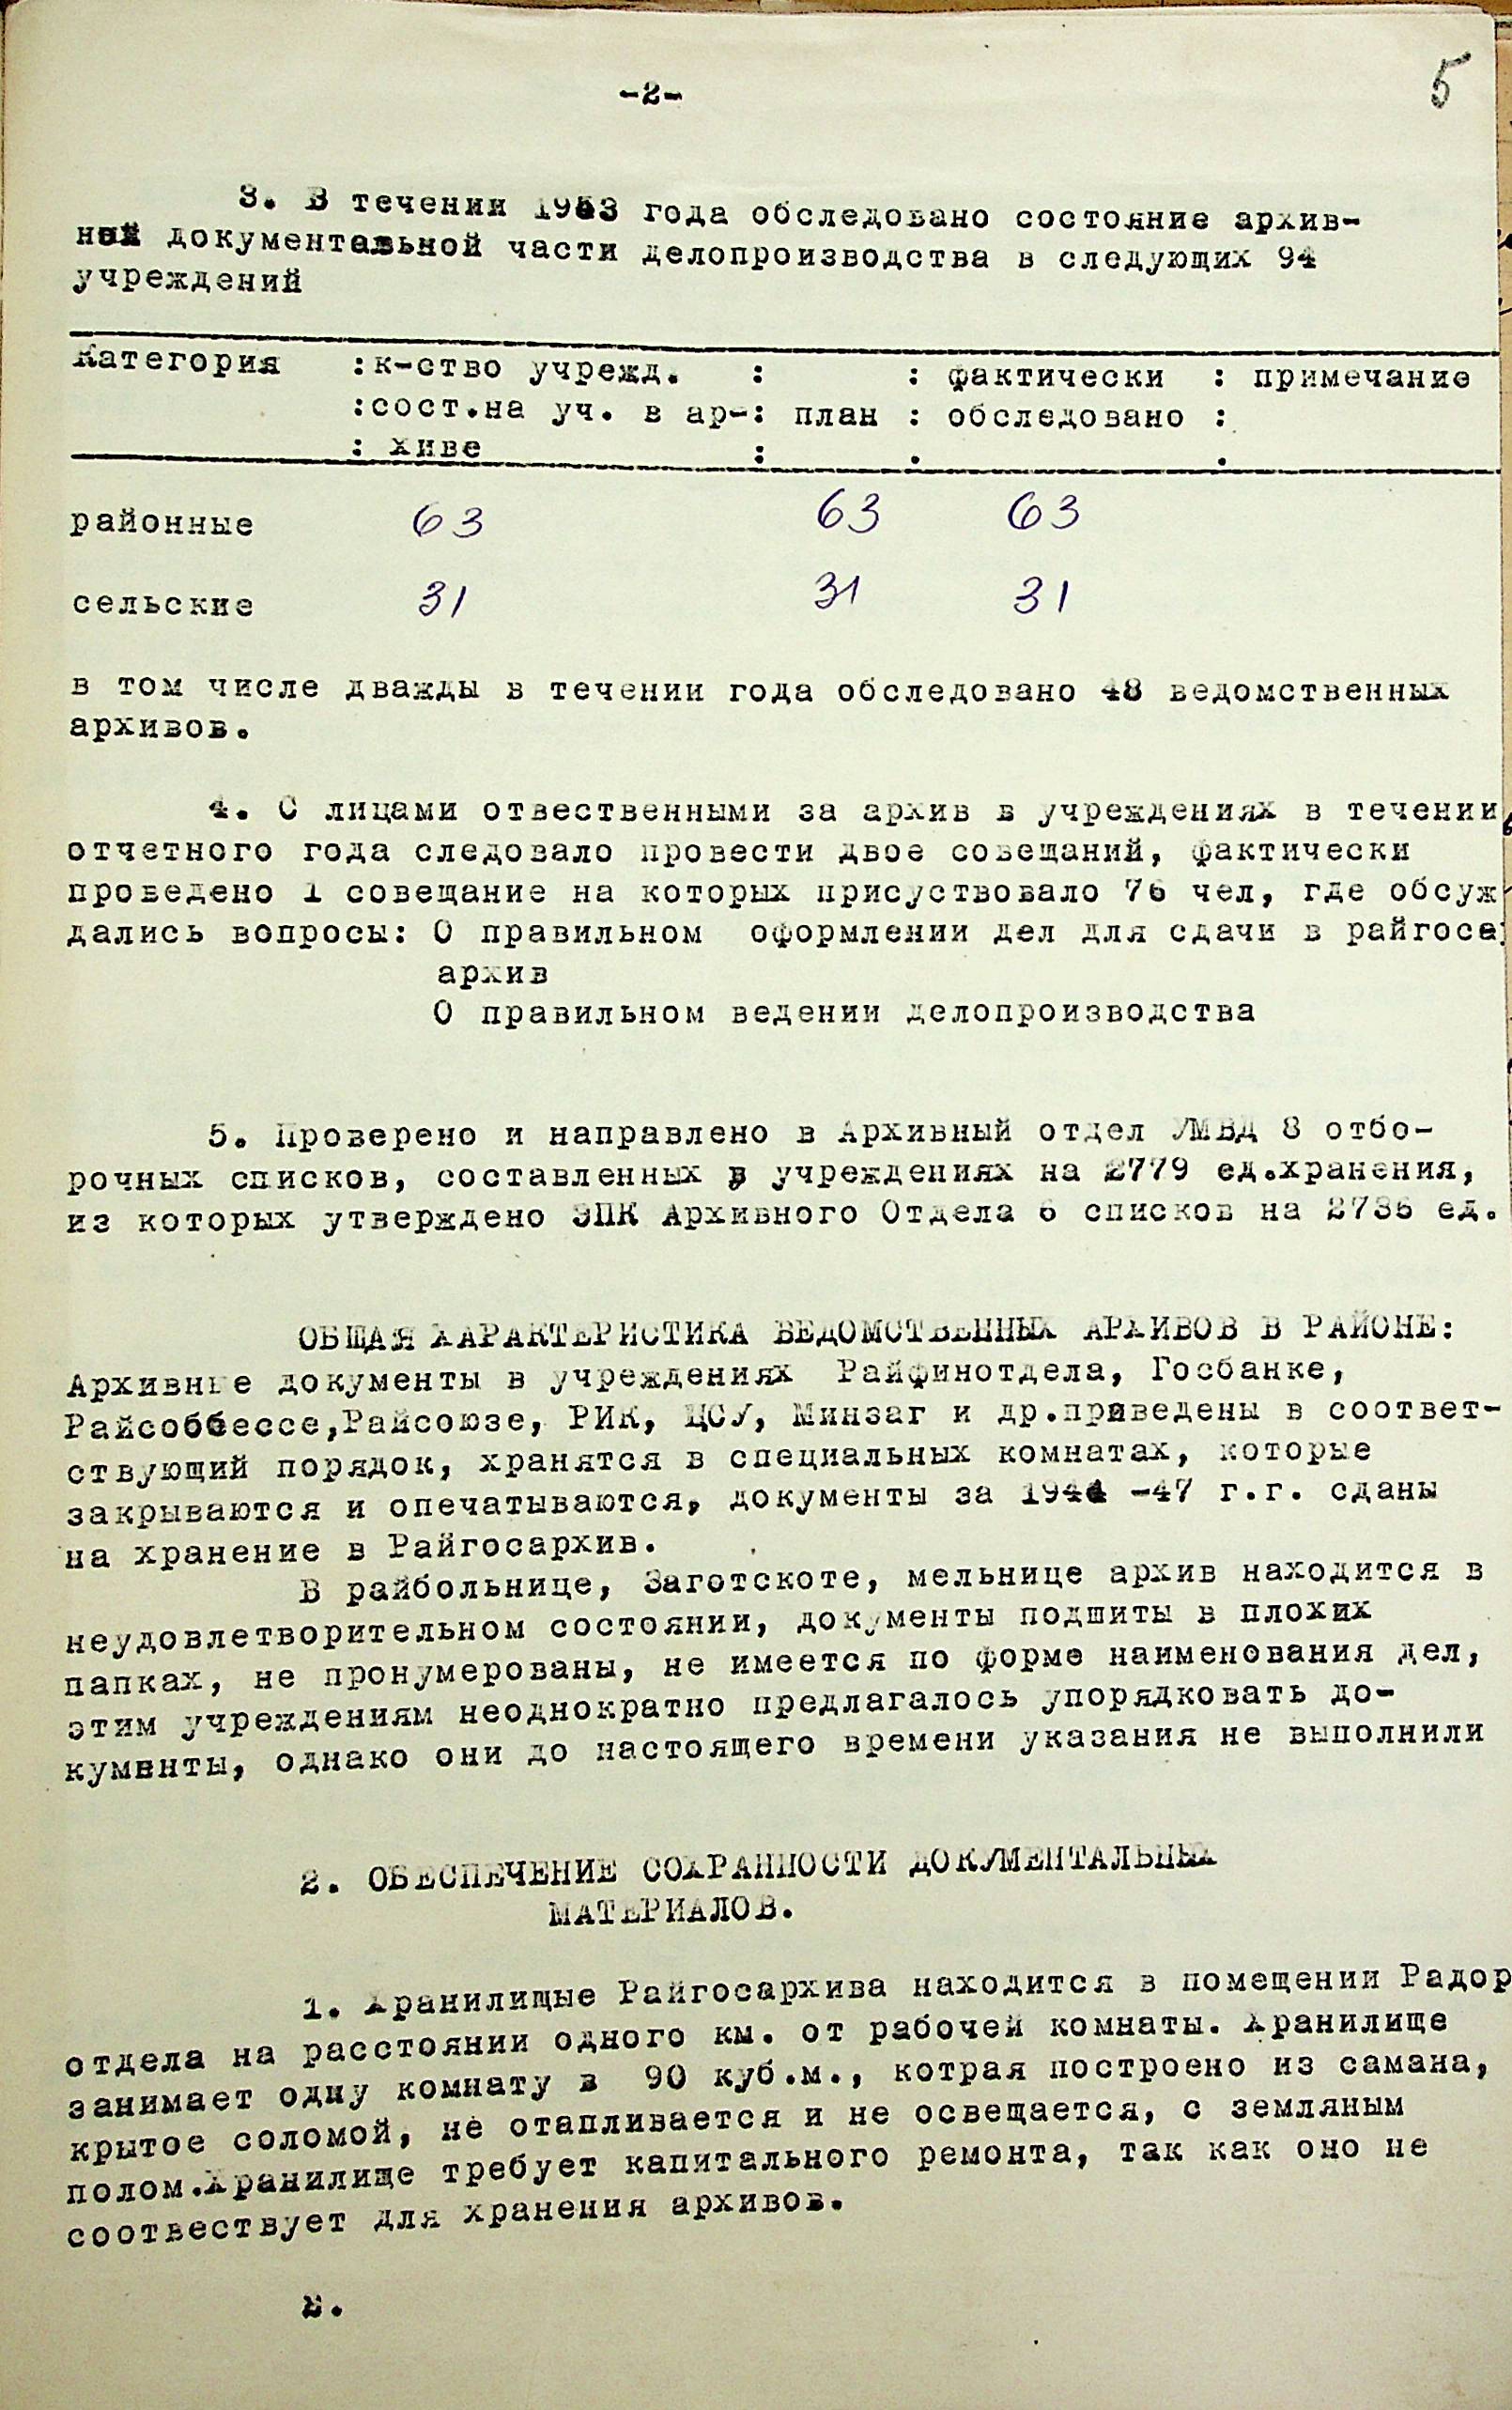 -2-
5
3. В течении 1953 года обследовано состояние архив-
ной документальной части делопроизводства в следующих 94
учреждений
Категория :к-ство учрежд. : : фактически : примечание
:сост.на уч. в ар-: план : обследовано :
: хиве : . .
районные 63 63 63
сельские 31 31 31
в том числе дважды в течении года обследовано 48 ведомственных
архивов.
4. С лицами отвественными за архив в учреждениях в течении
отчетного года следовало провести двое совещаний, фактически
проведено 1 совещание на которых присуствовало 76 чел, где обсуж-
дались вопросы: О правильном оформлении дел для сдачи в райгоса
архив
О правильном ведении делопроизводства
5. Проверено и направлено в Архивный отдел УМВД 8 отбо-
рочных списков, составленных в учреждениях на 2779 ед.хранения,
из которых утверждено ЭПК Архивного Отдела 6 списков на 2736 ед.
ОБЩАЯ ХАРАКТЕРИСТИКА ВЕДОМСТВЕННЫХ АРХИВОВ В РАЙОНЕ:
Архивные документы в учреждениях Райфинотдела, Госбанке,
Райсоббессе,Райсоюзе, РИК, ЦСУ, Минзаг и др.приведены в соответ-
ствующий порядок, хранятся в специальных комнатах, которые
закрываются и опечатываются, документы за 1944 -47 г.г. сданы
на хранение в Райгосархив.
В райбольнице, Заготскоте, мельнице архив находится в
неудовлетворительном состоянии, документы подшиты в плохих
папках, не пронумерованы, не имеется по форме наименования дел,
этим учреждениям неоднократно предлагалось упорядковать до-
кументы, однако они до настоящего времени указания не выполнили
2. ОБЕСПЕЧЕНИЕ СОХРАННОСТИ ДОКУМЕНТАЛЬНЫХ
МАТЕРИАЛОВ.
1. Хранилищые Райгосархива находится в помещении Радор
отдела на расстоянии одного км. от рабочей комнаты. Хранилище
занимает одну комнату в 90 куб.м., котрая построено из самана,
крытое соломой, не отапливается и не освещается, с земляным
полом.Хранилище требует капитального ремонта, так как оно не
соотвествует для хранения архивов.
2.